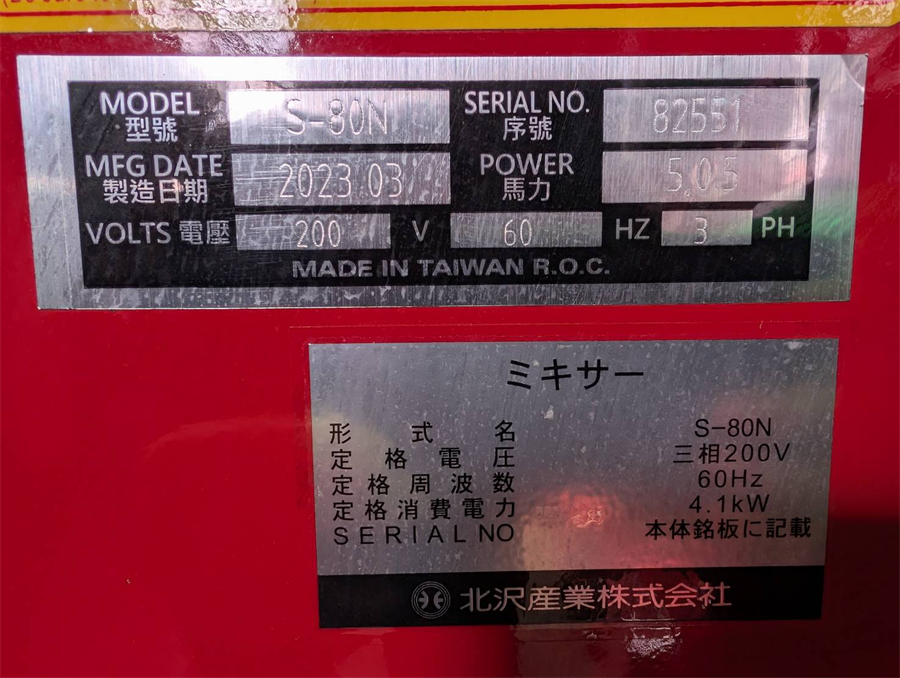 MODEL S-80N SERIAL NO. 82551
型號 序號
MFG DATE 2023.03 POWER 5.05
製造日期 馬力
VOLTS 電壓 200 V 60 HZ 3 PH
MADE IN TAIWAN R.O.C.
ミキサー
形式名 S-80N
定格電圧 三相200V
定格周波数 60Hz
定格消費電力 4.1kW
SERIAL NO 本体銘板に記載
北沢産業株式会社